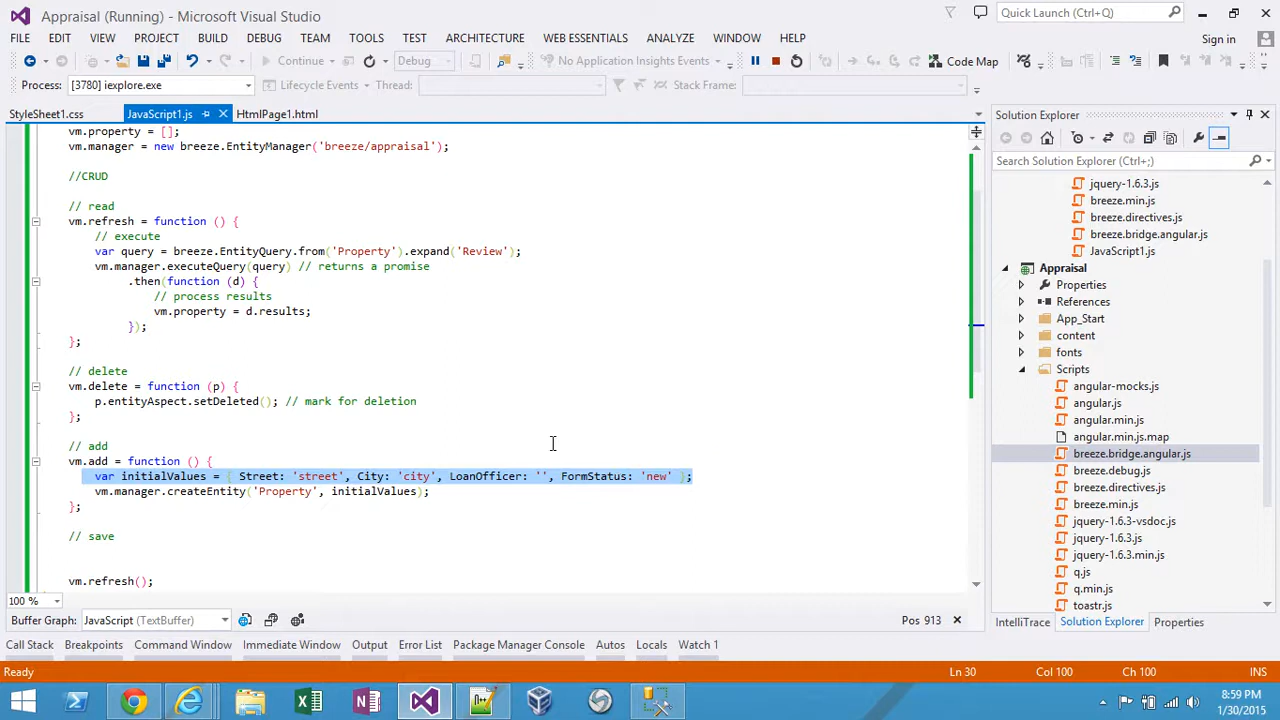 Appraisal (Running) - Microsoft Visual Studio
Quick Launch (Ctrl+Q)
FILE EDIT VIEW PROJECT BUILD DEBUG TEAM TOOLS TEST ARCHITECTURE WEB ESSENTIALS ANALYZE WINDOW HELP
Sign in
Continue
Debug
No Application Insights Events
Code Map
Process: [3780] iexplore.exe
Lifecycle Events
Thread:
Stack Frame:
StyleSheet1.css
JavaScript1.js
HtmlPage1.html
vm.property = [];
vm.manager = new breeze.EntityManager('breeze/appraisal');
//CRUD
// read
vm.refresh = function () {
// execute
var query = breeze.EntityQuery.from('Property').expand('Review');
vm.manager.executeQuery(query) // returns a promise
.then(function (d) {
// process results
vm.property = d.results;
});
};
// delete
vm.delete = function (p) {
p.entityAspect.setDeleted(); // mark for deletion
};
// add
vm.add = function () {
var initialValues = { Street: 'street', City: 'city', LoanOfficer: '', FormStatus: 'new' };
vm.manager.createEntity('Property', initialValues);
};
// save
vm.refresh();
100 %
Buffer Graph: JavaScript (TextBuffer)
Pos 913
Solution Explorer
Search Solution Explorer (Ctrl+;)
jquery-1.6.3.js
breeze.min.js
breeze.directives.js
breeze.bridge.angular.js
JavaScript1.js
Appraisal
Properties
References
App_Start
content
fonts
Scripts
angular-mocks.js
angular.js
angular.min.js
angular.min.js.map
breeze.bridge.angular.js
breeze.debug.js
breeze.directives.js
breeze.min.js
jquery-1.6.3-vsdoc.js
jquery-1.6.3.js
jquery-1.6.3.min.js
q.js
q.min.js
toastr.js
IntelliTrace Solution Explorer Properties
Call Stack Breakpoints Command Window Immediate Window Output Error List Package Manager Console Autos Locals Watch 1
Ready
Ln 30
Col 100
Ch 100
INS
8:59 PM
1/30/2015